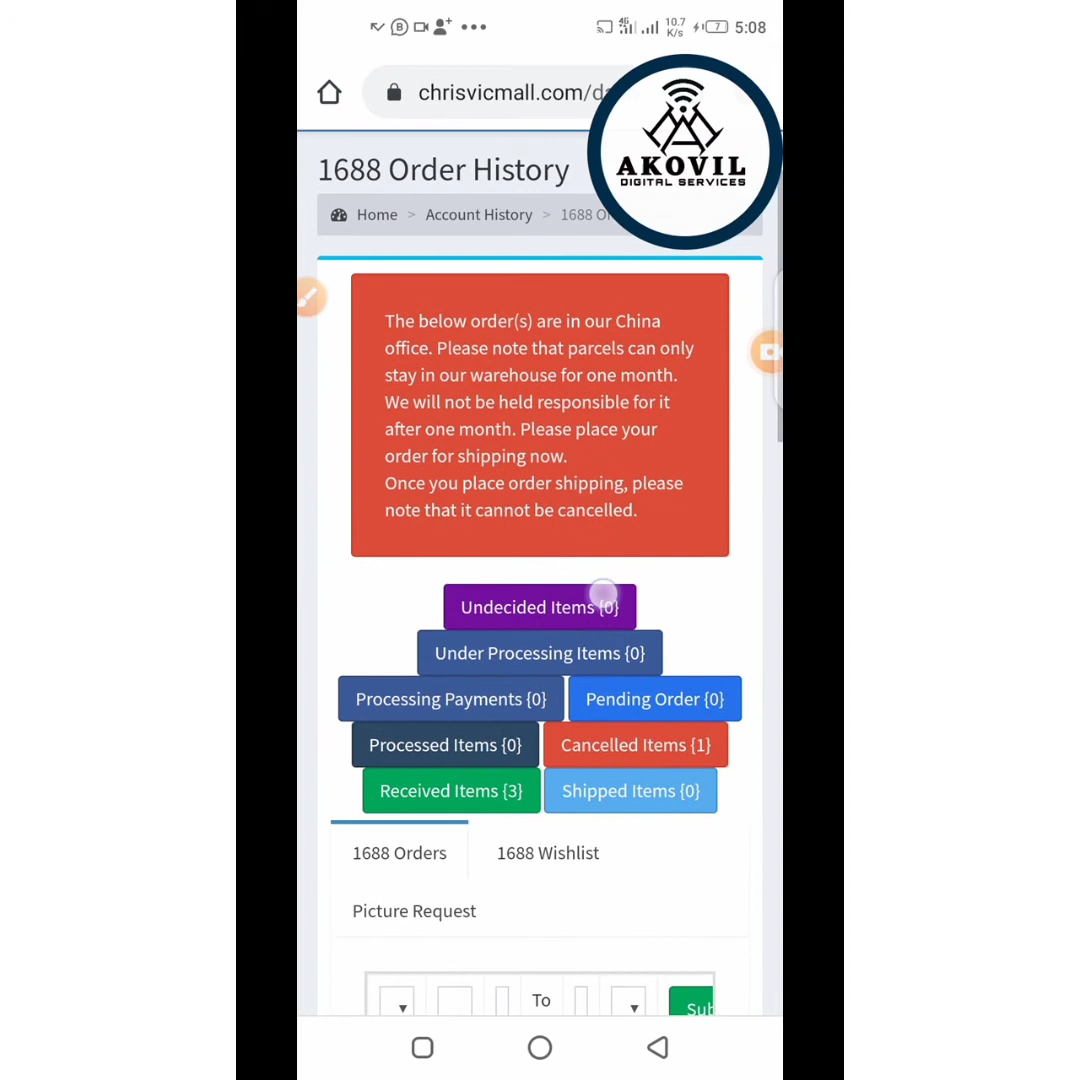 10.7
K/s
4G
7
5:08
chrisvicmall.com/da
AKOVIL
DIGITAL SERVICES
1688 Order History
Home > Account History > 1688 O
The below order(s) are in our China
office. Please note that parcels can only
stay in our warehouse for one month.
We will not be held responsible for it
after one month. Please place your
order for shipping now.
Once you place order shipping, please
note that it cannot be cancelled.
Undecided Items {0}
Under Processing Items {0}
Processing Payments {0} Pending Order {0}
Processed Items {0} Cancelled Items {1}
Received Items {3} Shipped Items {0}
1688 Orders 1688 Wishlist
Picture Request
To Sub